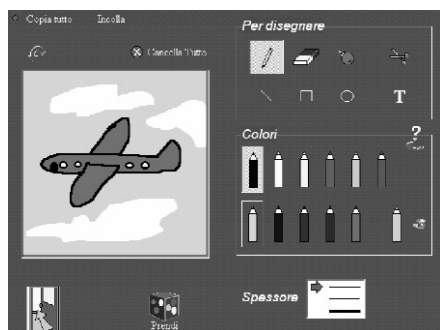 Copia tutto Incolla
Per disegnare
Cancella Tutto
T
Colori
?
Spessore
Prendi